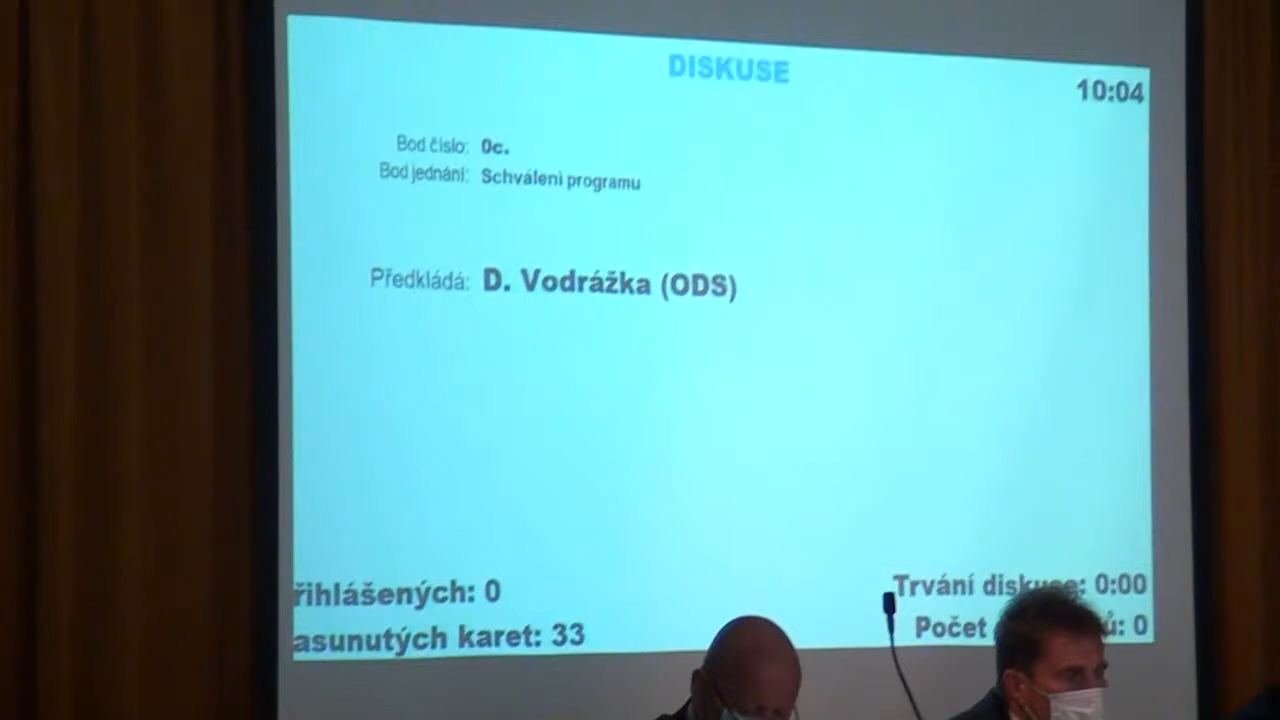 DISKUSE
10:04
Bod číslo: 0c.
Bod jednání: Schválení programu
Předkládá: D. Vodrážka (ODS)
řihlášených: 0
Trvání diskuse: 0:00
asunutých karet: 33
Počet ů: 0